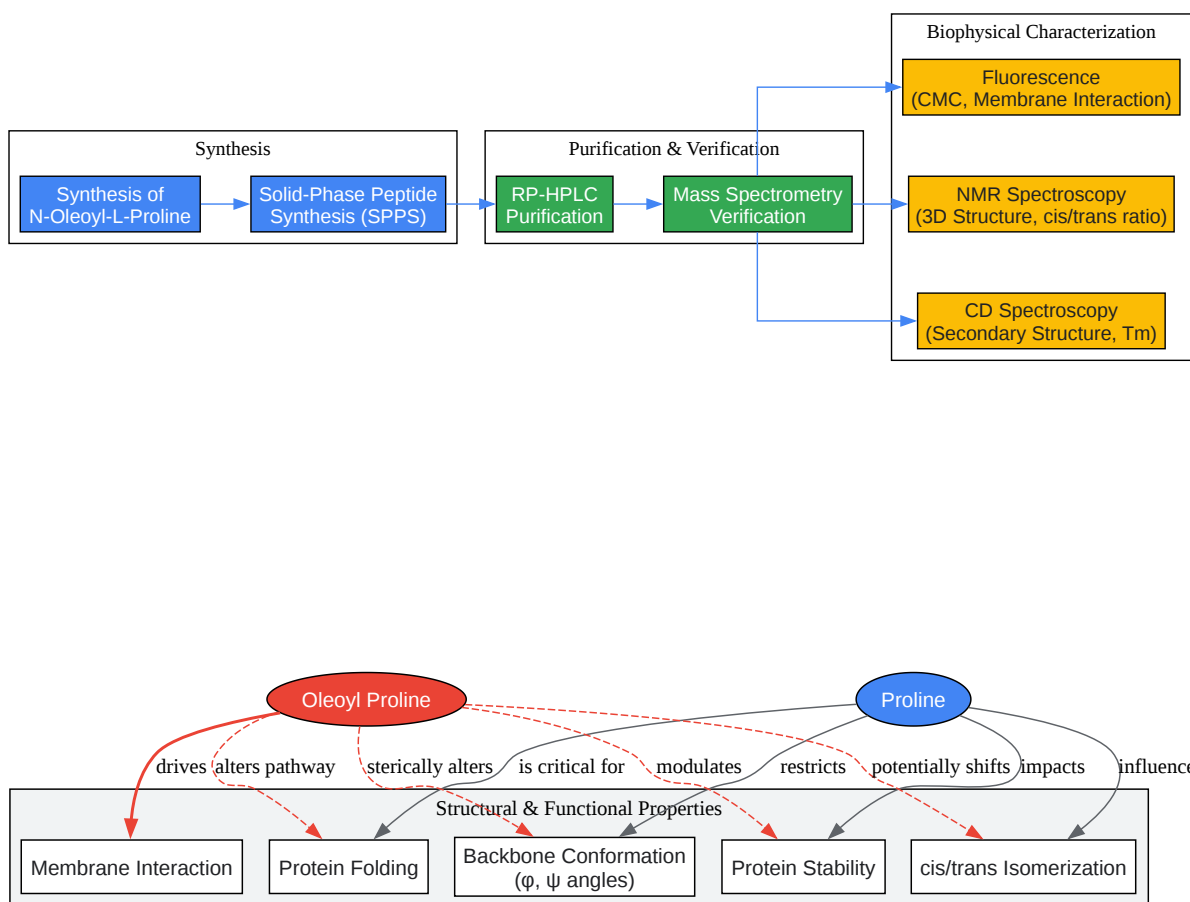 Biophysical Characterization
Fluorescence
(CMC, Membrane Interaction)
Synthesis
Purification & Verification
Synthesis of
N-Oleoyl-L-Proline
Solid-Phase Peptide
Synthesis (SPPS)
RP-HPLC
Purification
Mass Spectrometry
Verification
NMR Spectroscopy
(3D Structure, cis/trans ratio)
CD Spectroscopy
(Secondary Structure, Tm)
Oleoyl Proline
Proline
drives
alters pathway
sterically alters
is critical for
modulates
restricts
potentially shifts
impacts
influence
Structural & Functional Properties
Membrane Interaction
Protein Folding
Backbone Conformation
(φ, ψ angles)
Protein Stability
cis/trans Isomerization